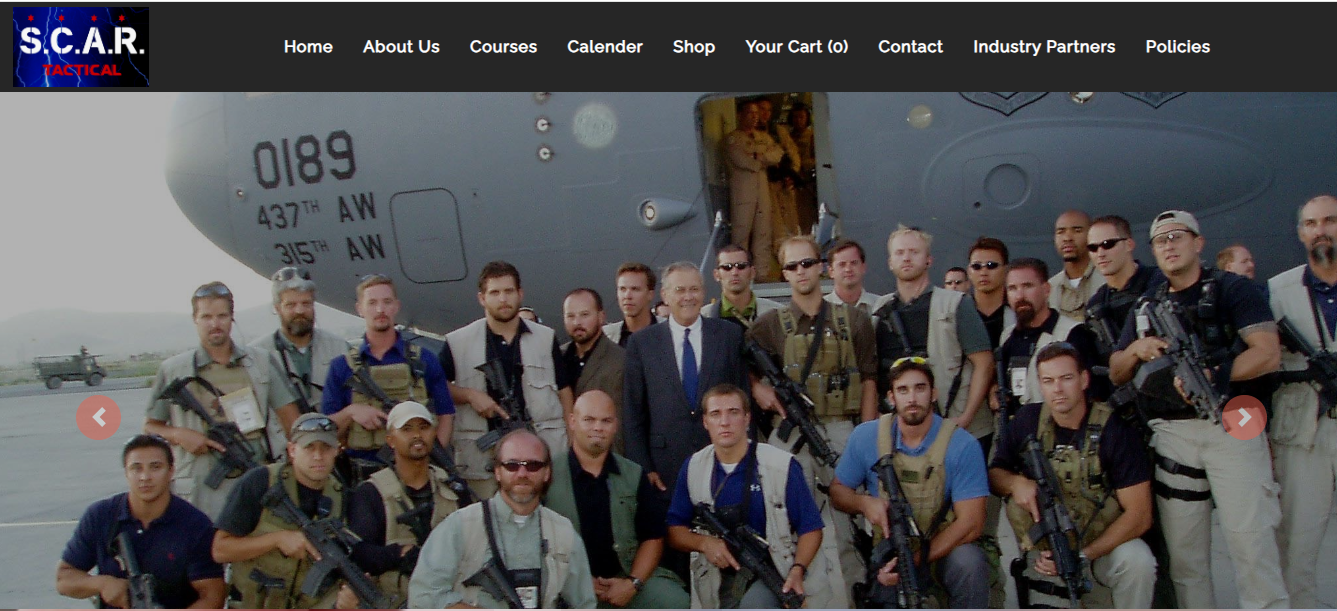 S.C.A.R.
TACTICAL
Home About Us Courses Calender Shop Your Cart (0) Contact Industry Partners Policies
0189
437TH AW
315TH AW